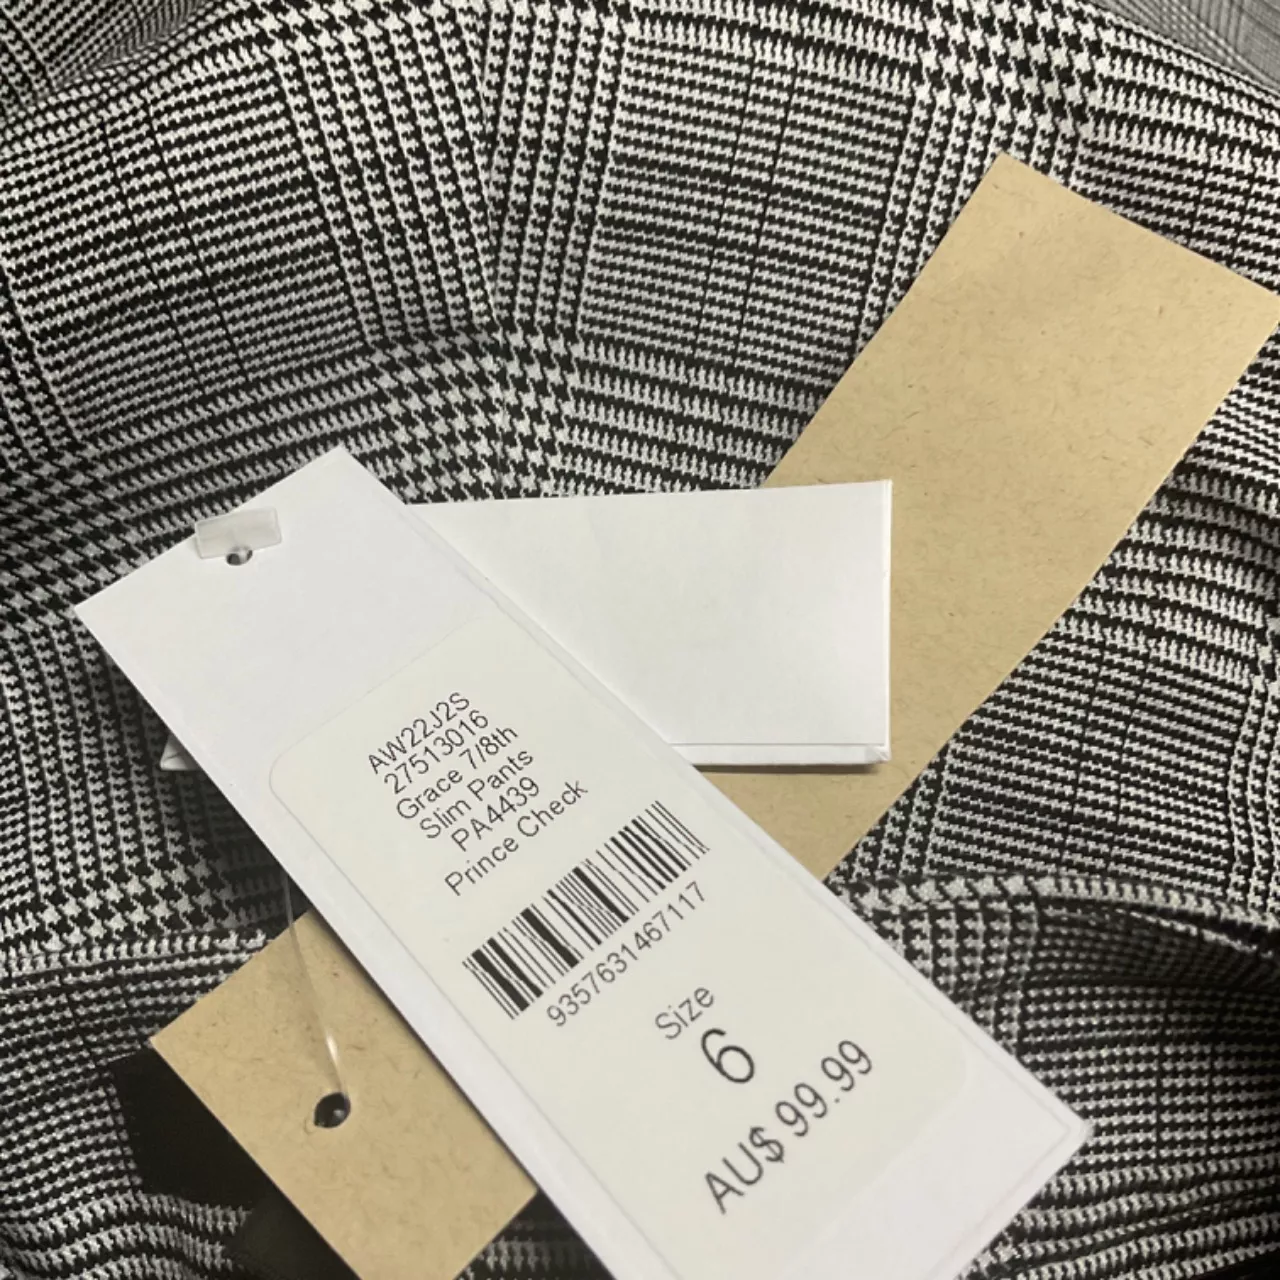 AW22J2S
27513016
Grace 7/8th
Slim Pants
PA4439
Prince Check
9357631467117
Size
6
AU$ 99.99